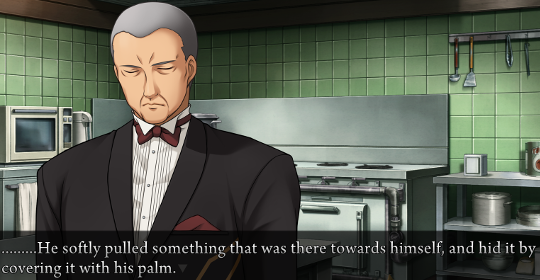 .........He softly pulled something that was there towards himself, and hid it by
covering it with his palm.